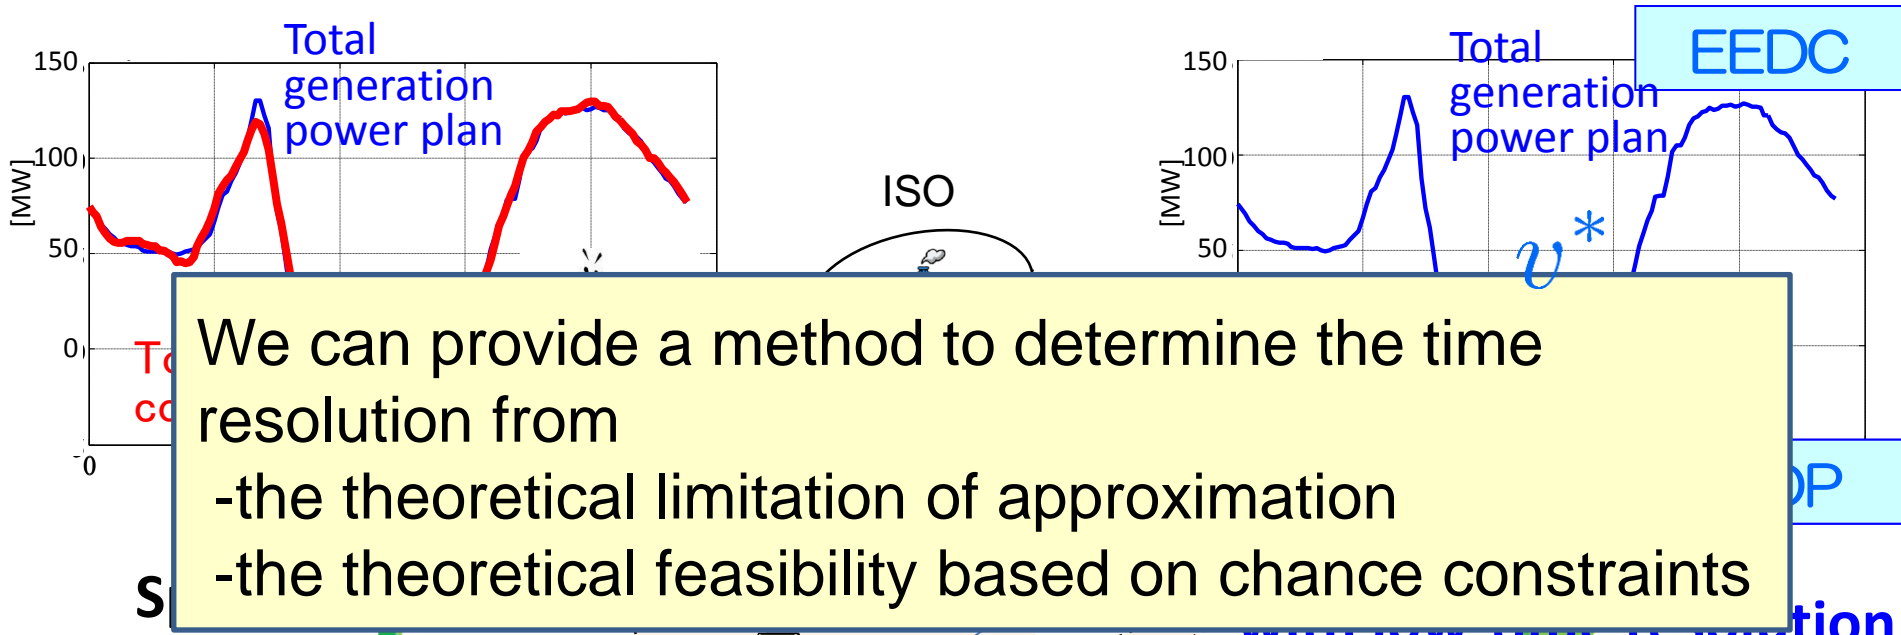 Total
generation
power plan
150
100
50
0
[MW]
0
ISO
Total
generation
power plan
150
100
50
[MW]
v*
EEDC
We can provide a method to determine the time
resolution from
-the theoretical limitation of approximation
-the theoretical feasibility based on chance constraints